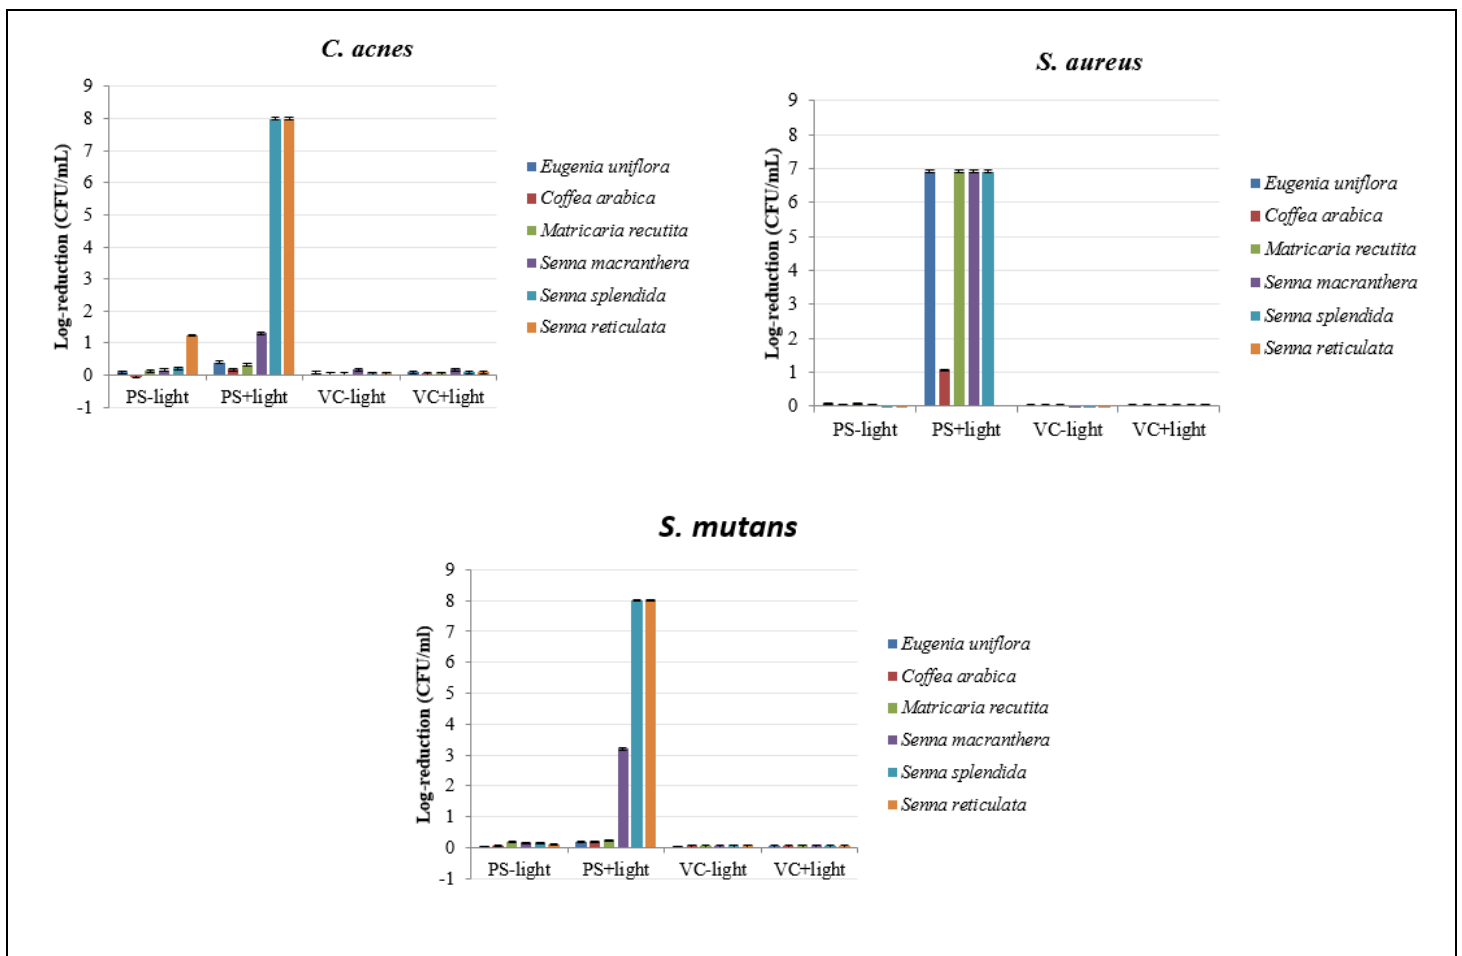 C. acnes
Log-reduction (CFU/mL)
9
8
7
6
5
4
3
2
1
0
-1
PS-light PS+light VC-light VC+light
Eugenia uniflora
Coffea arabica
Matricaria recutita
Senna macranthera
Senna splendida
Senna reticulata
S. aureus
Log-reduction (CFU/mL)
9
8
7
6
5
4
3
2
1
0
PS-light PS+light VC-light VC+light
Eugenia uniflora
Coffea arabica
Matricaria recutita
Senna macranthera
Senna splendida
Senna reticulata
S. mutans
Log-reduction (CFU/ml)
9
8
7
6
5
4
3
2
1
0
-1
PS-light PS+light VC-light VC+light
Eugenia uniflora
Coffea arabica
Matricaria recutita
Senna macranthera
Senna splendida
Senna reticulata